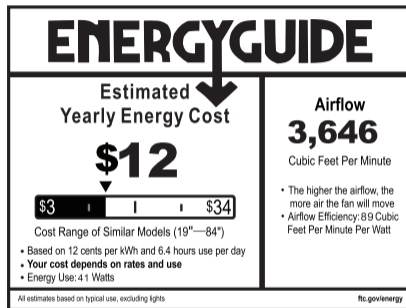 ENERGYGUIDE
Estimated
Yearly Energy Cost
$12
$3
$34
Cost Range of Similar Models (19"—84")
• Based on 12 cents per kWh and 6.4 hours use per day
• Your cost depends on rates and use
• Energy Use: 41 Watts
Airflow
3,646
Cubic Feet Per Minute
• The higher the airflow, the
more air the fan will move
• Airflow Efficiency: 89 Cubic
Feet Per Minute Per Watt
All estimates based on typical use, excluding lights
ftc.gov/energy